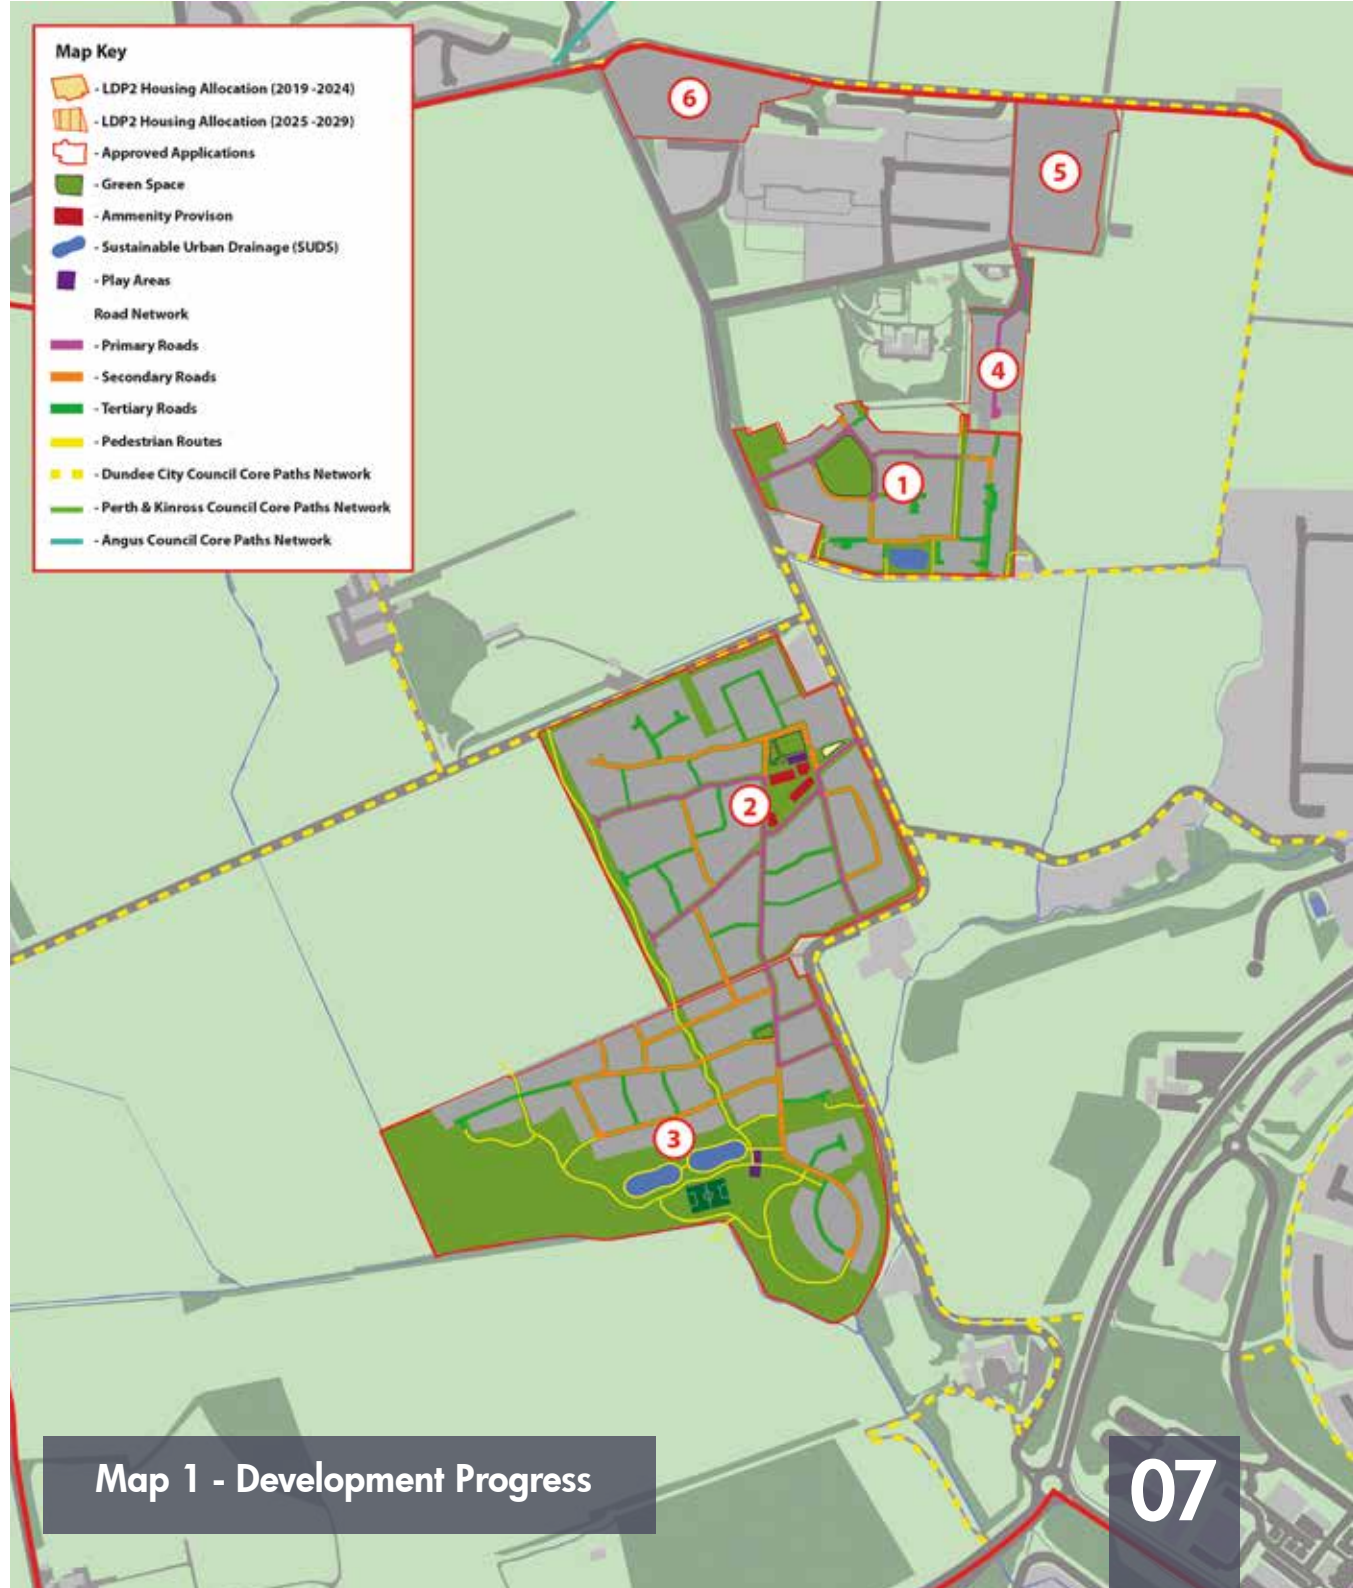 Map Key
- LDP2 Housing Allocation (2019 -2024)
- LDP2 Housing Allocation (2025 -2029)
- Approved Applications
- Green Space
- Ammenity Provison
- Sustainable Urban Drainage (SUDS)
- Play Areas
Road Network
- Primary Roads
- Secondary Roads
- Tertiary Roads
- Pedestrian Routes
- Dundee City Council Core Paths Network
- Perth & Kinross Council Core Paths Network
- Angus Council Core Paths Network
6
5
4
1
2
3
Map 1 - Development Progress
07